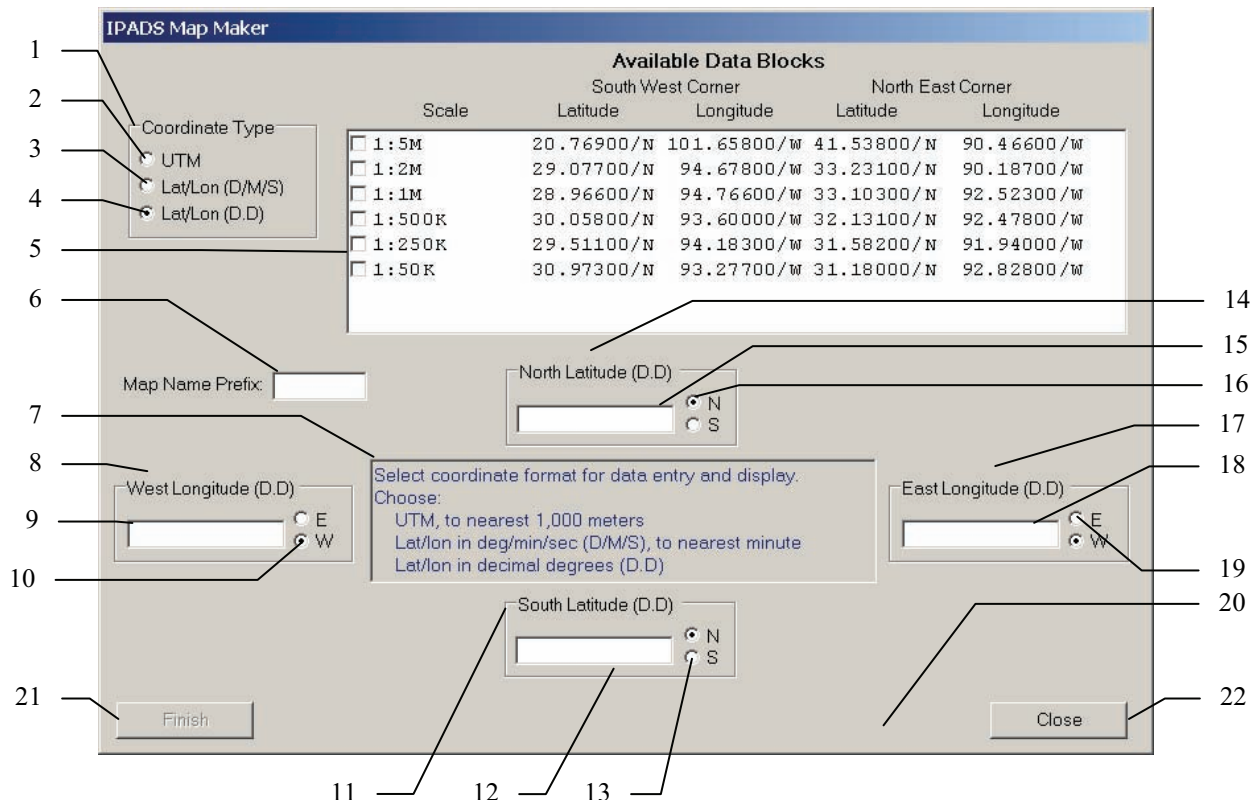 IPADS Map Maker
1
Available Data Blocks
South West Corner North East Corner
2
Scale Latitude Longitude Latitude Longitude
Coordinate Type
3
UTM
1:5M 20.76900/N 101.65800/W 41.53800/N 90.46600/W
1:2M 29.07700/N 94.67800/W 33.23100/N 90.18700/W
4
Lat/Lon (D/M/S)
1:1M 28.96600/N 94.76600/W 33.10300/N 92.52300/W
Lat/Lon (D.D)
1:500K 30.05800/N 93.60000/W 32.13100/N 92.47800/W
5
1:250K 29.51100/N 94.18300/W 31.58200/N 91.94000/W
1:50K 30.97300/N 93.27700/W 31.18000/N 92.82800/W
6
14
15
Map Name Prefix:
North Latitude (D.D)
16
N
S
7
17
8
18
West Longitude (D.D)
E
W
9
10
Select coordinate format for data entry and display.
Choose:
UTM, to nearest 1,000 meters
Lat/lon in deg/min/sec (D/M/S), to nearest minute
Lat/lon in decimal degrees (D.D)
East Longitude (D.D)
E
W
19
20
South Latitude (D.D)
N
S
21
Finish
Close
22
11 12 13